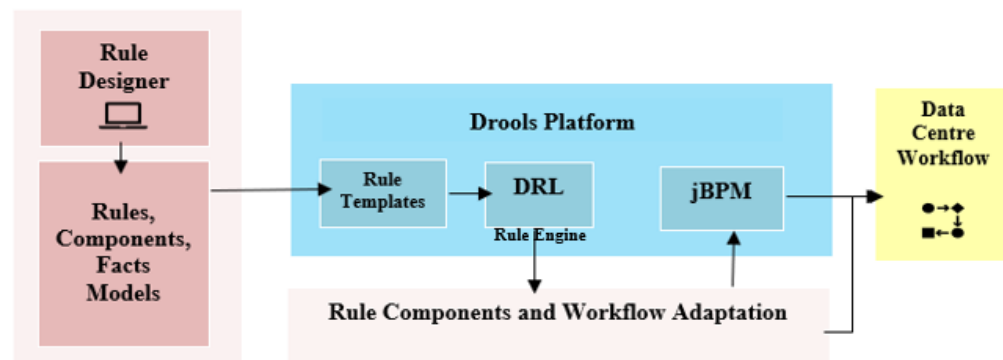 Rule
Designer
Rules,
Components,
Facts
Models
Drools Platform
Rule
Templates
DRL
Rule Engine
jBPM
Rule Components and Workflow Adaptation
Data
Centre
Workflow